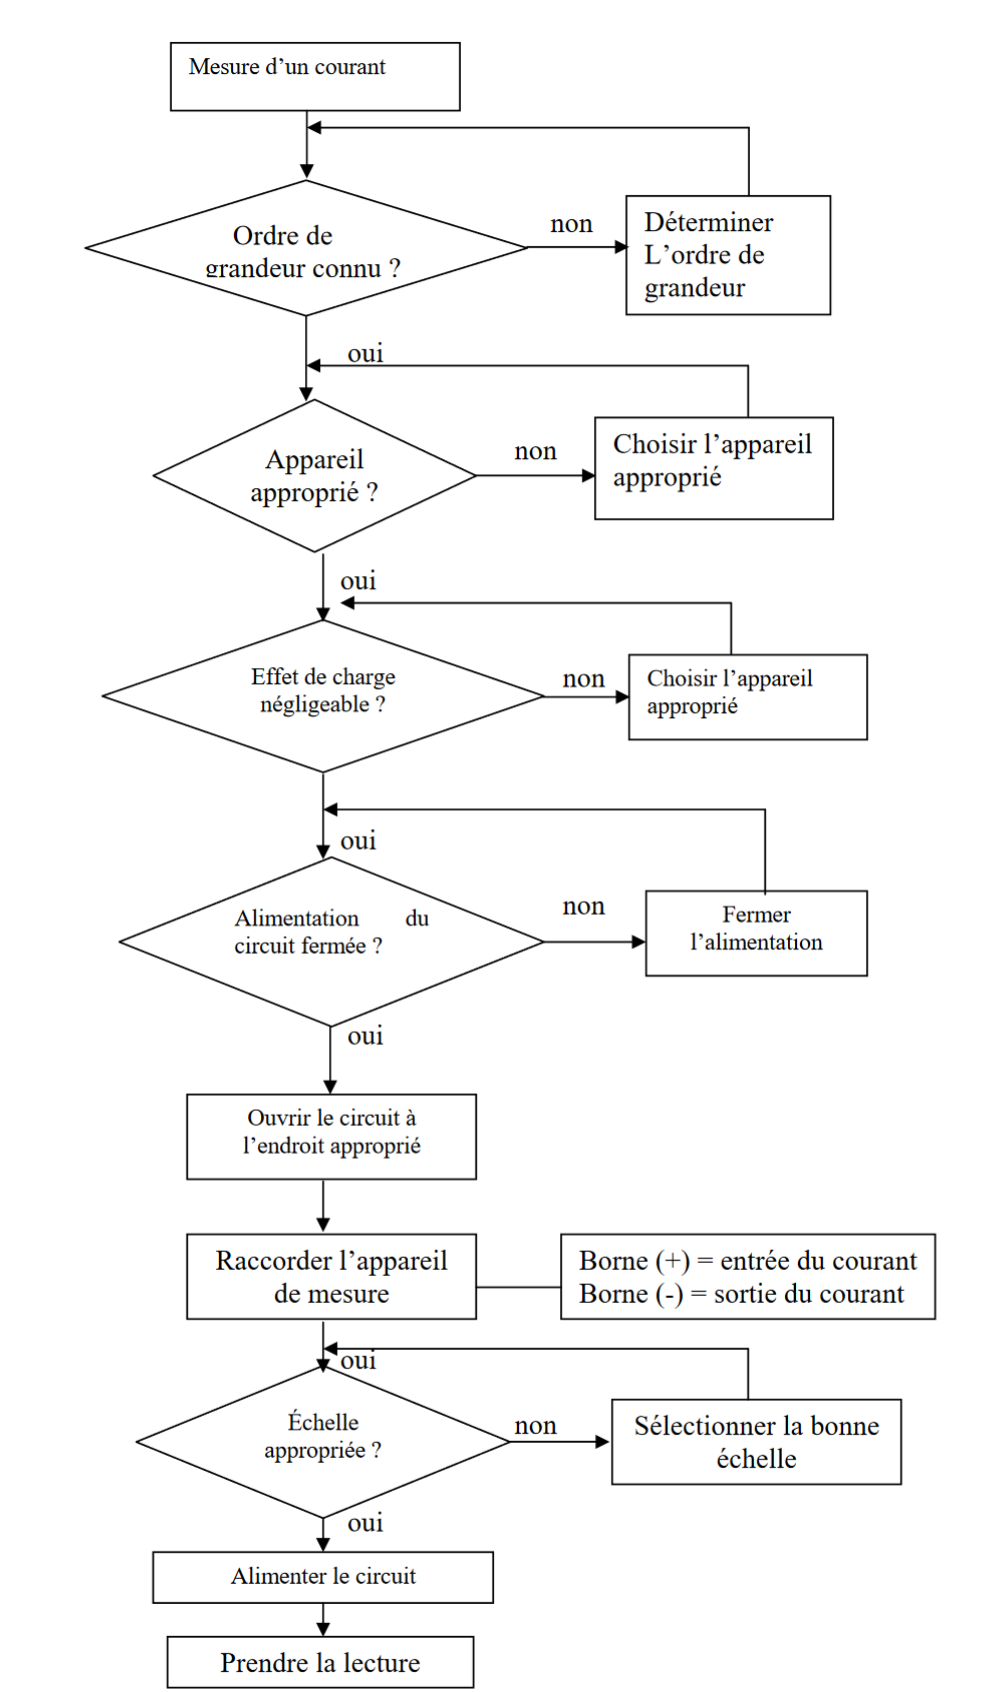 Mesure d’un courant
Ordre de
grandeur connu ?
non
Déterminer
L’ordre de
grandeur
oui
Appareil
approprié ?
non
Choisir l’appareil
approprié
oui
Effet de charge
négligeable ?
non
Choisir l’appareil
approprié
oui
Alimentation du
circuit fermée ?
non
Fermer
l’alimentation
oui
Ouvrir le circuit à
l’endroit approprié
Raccorder l’appareil
de mesure
Borne (+) = entrée du courant
Borne (-) = sortie du courant
oui
Échelle
appropriée ?
non
Sélectionner la bonne
échelle
oui
Alimenter le circuit
Prendre la lecture